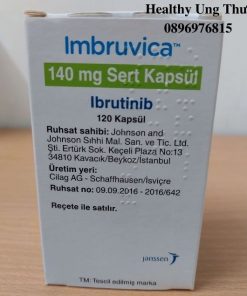 Healthy Ung Thư
0896976815
Imbruvica™
140 mg Sert Kapsül
Ibrutinib
120 Kapsül
Ruhsat sahibi: Johnson and
Johnson Sıhhi Mal. San. ve Tic. Ltd.
Şti. Ertürk Sok. Keçeli Plaza No:13
34810 Kavacık/Beykoz/İstanbul
Üretim yeri:
Cilag AG - Schaffhausen/İsviçre
Ruhsat no: 09.09.2016 - 2016/642
Reçete ile satılır.
janssen
TM: Tescil edilmiş marka